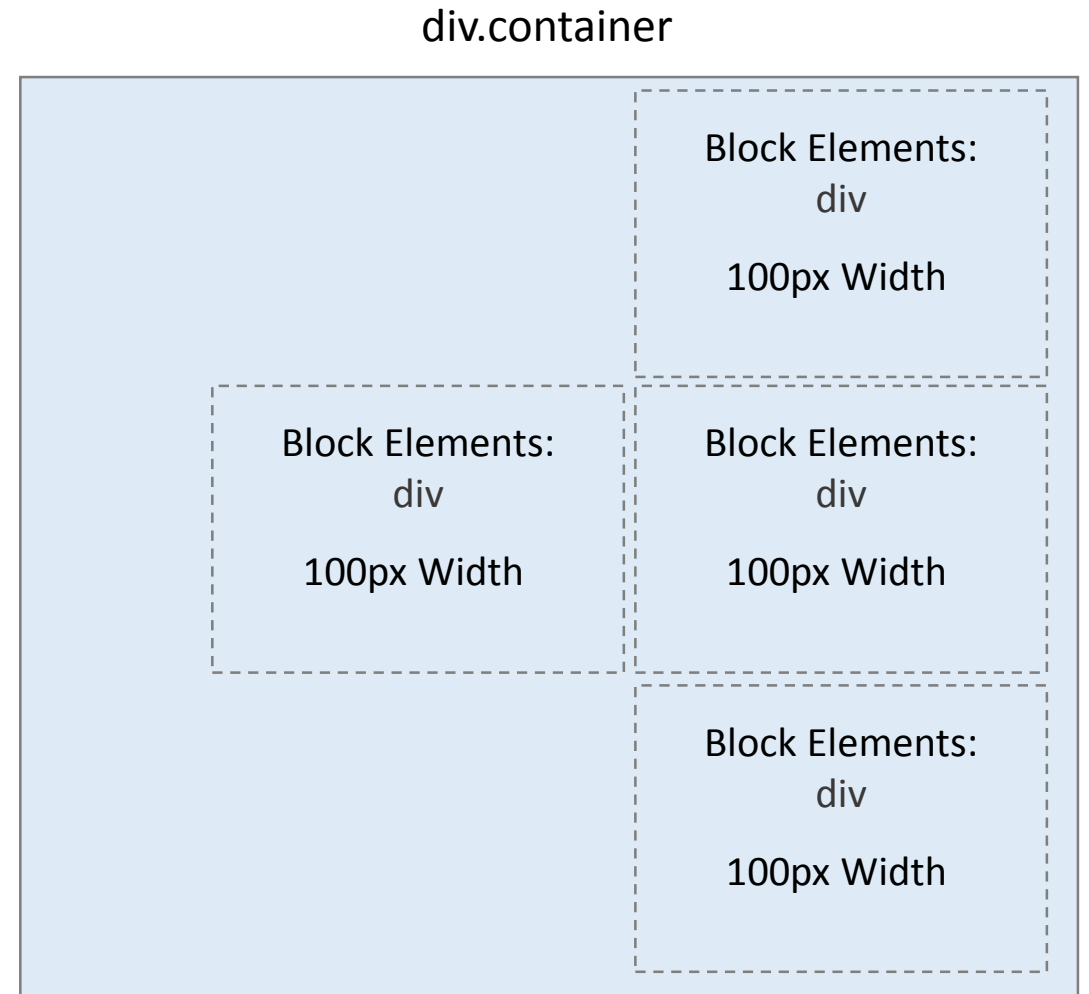 div.container
Block Elements:
div
100px Width
Block Elements:
div
100px Width
Block Elements:
div
100px Width
Block Elements:
div
100px Width